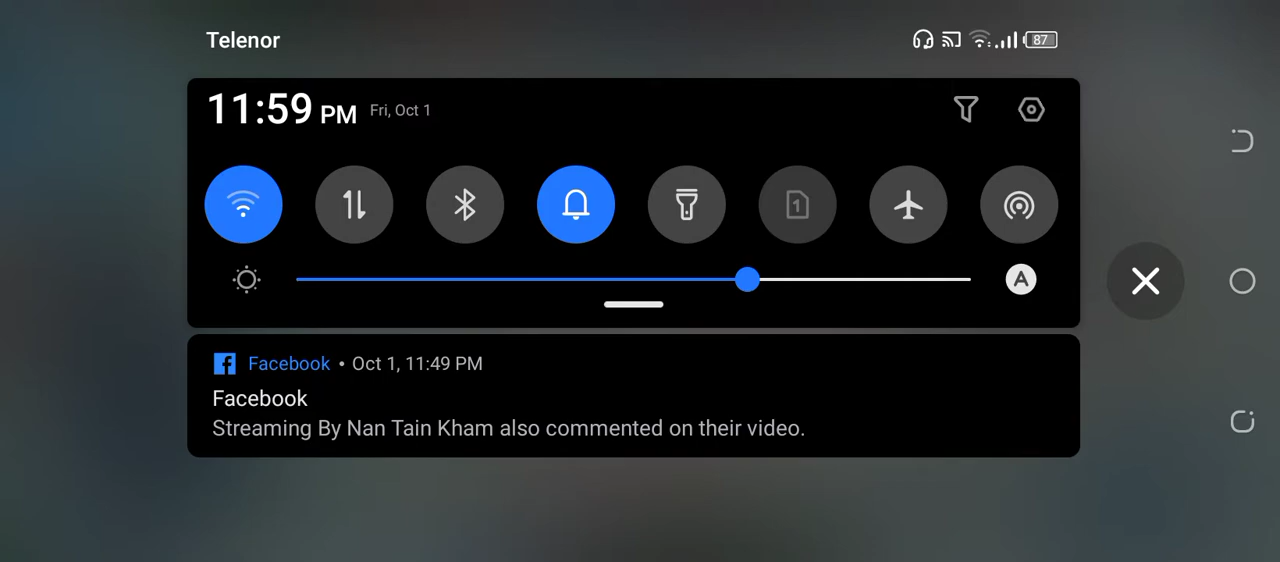 Telenor
87
11:59 PM Fri, Oct 1
1
A
Facebook • Oct 1, 11:49 PM
Facebook
Streaming By Nan Tain Kham also commented on their video.